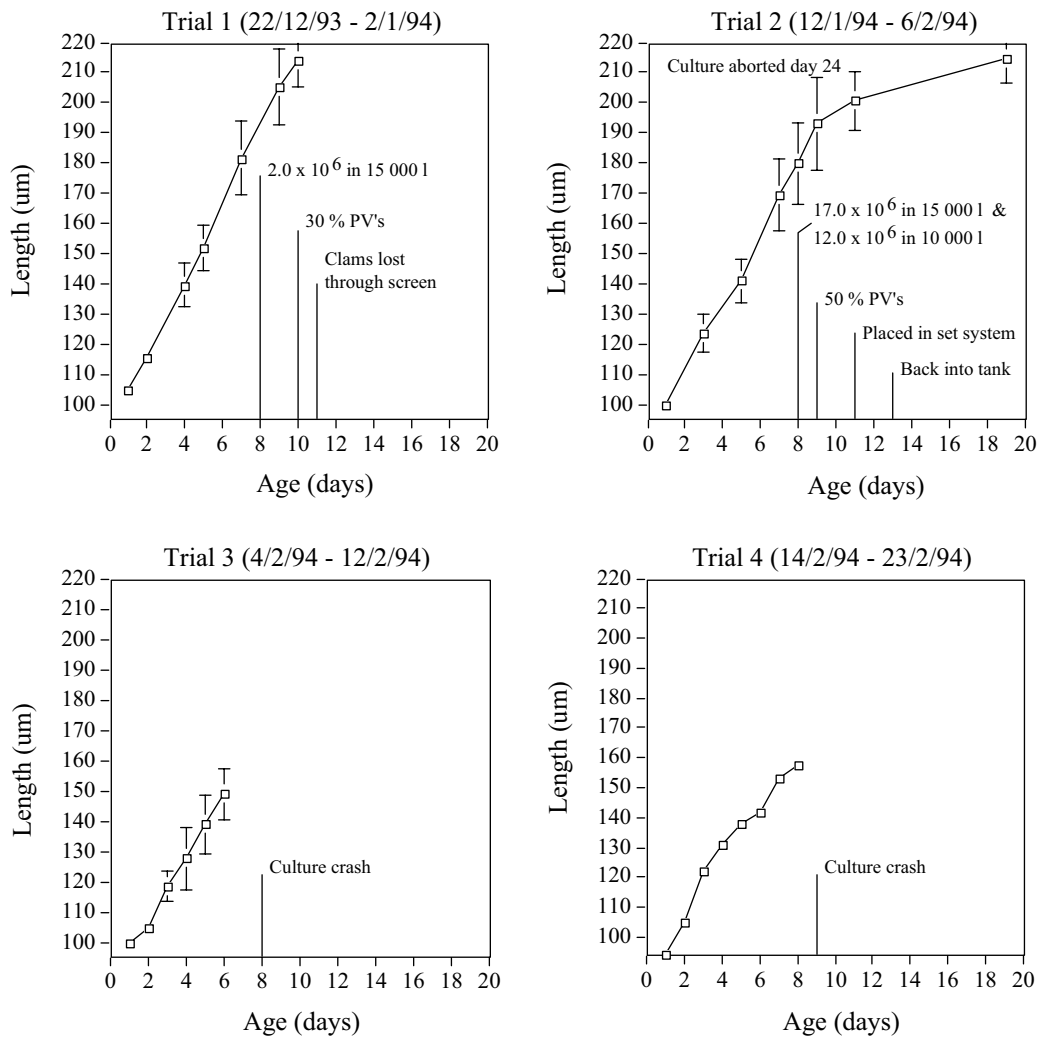 Trial 1 (22/12/93 - 2/1/94)
220
210
200
190
180
170
160
150
140
130
120
110
100
Length (um)
2.0 x 10^6 in 15 000 l
30 % PV's
Clams lost
through screen
0 2 4 6 8 10 12 14 16 18 20
Age (days)
Trial 2 (12/1/94 - 6/2/94)
220
210
200
190
180
170
160
150
140
130
120
110
100
Length (um)
Culture aborted day 24
17.0 x 10^6 in 15 000 l &
12.0 x 10^6 in 10 000 l
50 % PV's
Placed in set system
Back into tank
0 2 4 6 8 10 12 14 16 18 20
Age (days)
Trial 3 (4/2/94 - 12/2/94)
220
210
200
190
180
170
160
150
140
130
120
110
100
Length (um)
Culture crash
0 2 4 6 8 10 12 14 16 18 20
Age (days)
Trial 4 (14/2/94 - 23/2/94)
220
210
200
190
180
170
160
150
140
130
120
110
100
Length (um)
Culture crash
0 2 4 6 8 10 12 14 16 18 20
Age (days)